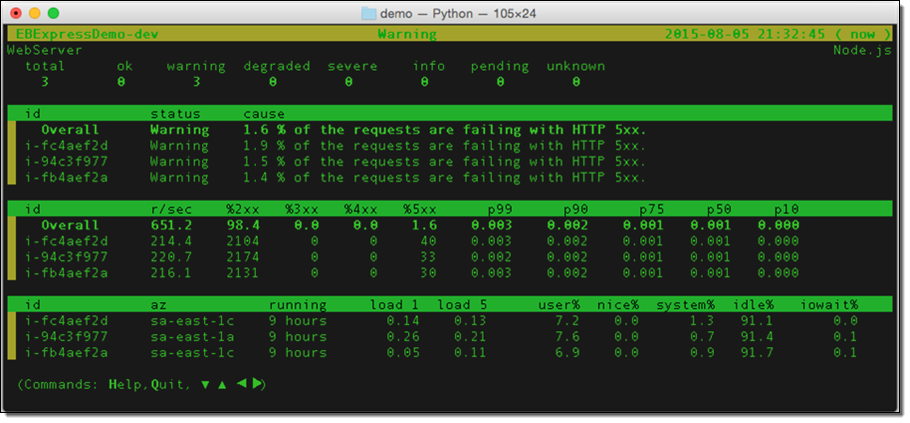 demo — Python — 105×24
EBExpressDemo-dev Warning 2015-08-05 21:32:45 ( now )
WebServer Node.js
total ok warning degraded severe info pending unknown
3 0 3 0 0 0 0 0
id status cause
Overall Warning 1.6 % of the requests are failing with HTTP 5xx.
i-fc4aef2d Warning 1.9 % of the requests are failing with HTTP 5xx.
i-94c3f977 Warning 1.5 % of the requests are failing with HTTP 5xx.
i-fb4aef2a Warning 1.4 % of the requests are failing with HTTP 5xx.
id r/sec %2xx %3xx %4xx %5xx p99 p90 p75 p50 p10
Overall 651.2 98.4 0.0 0.0 1.6 0.003 0.002 0.001 0.001 0.000
i-fc4aef2d 214.4 2104 0 0 40 0.003 0.002 0.001 0.001 0.000
i-94c3f977 220.7 2174 0 0 33 0.003 0.002 0.001 0.001 0.000
i-fb4aef2a 216.1 2131 0 0 30 0.003 0.002 0.001 0.001 0.000
id az running load 1 load 5 user% nice% system% idle% iowait%
i-fc4aef2d sa-east-1c 9 hours 0.14 0.13 7.2 0.0 1.3 91.1 0.0
i-94c3f977 sa-east-1a 9 hours 0.26 0.21 7.6 0.0 0.7 91.4 0.1
i-fb4aef2a sa-east-1c 9 hours 0.05 0.11 6.9 0.0 0.9 91.7 0.1
(Commands: Help,Quit, ▼ ▲ ◀ ▶)